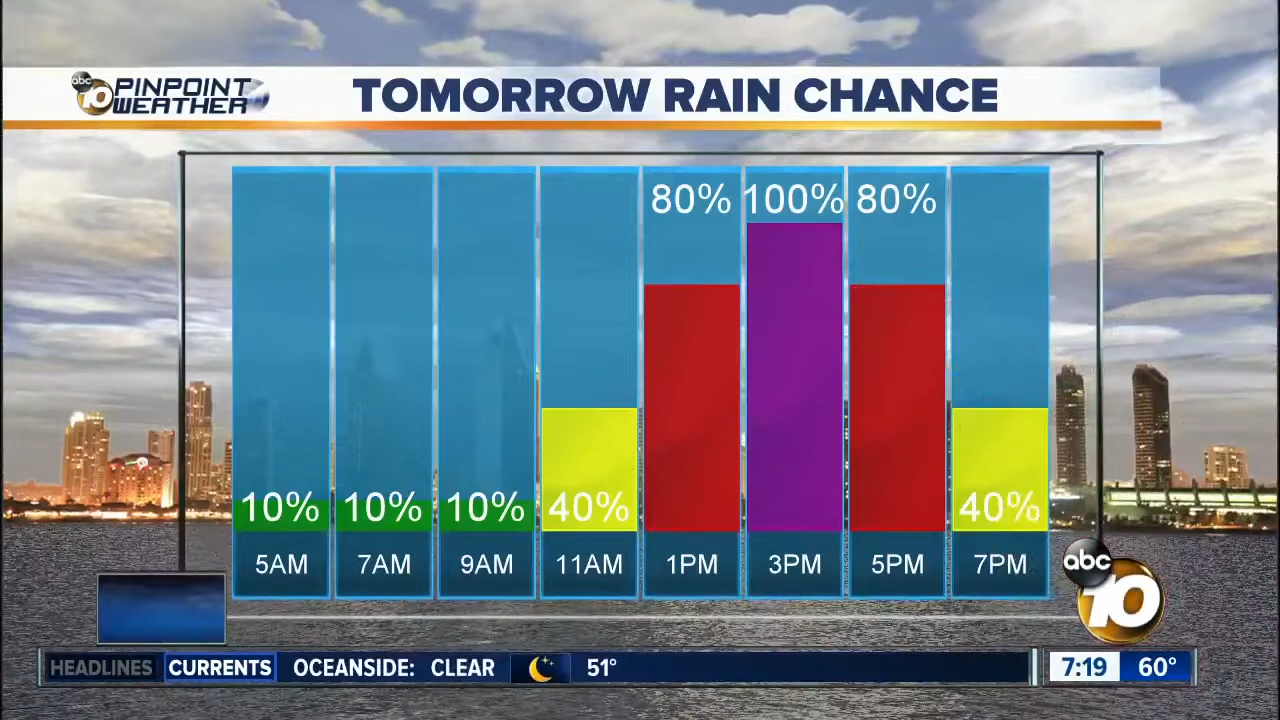 abc 10 PINPOINT WEATHER
TOMORROW RAIN CHANCE
80% 100% 80%
10% 10% 10% 40% 40%
5AM 7AM 9AM 11AM 1PM 3PM 5PM 7PM
abc 10
HEADLINES CURRENTS OCEANSIDE: CLEAR 51° 7:19 60°